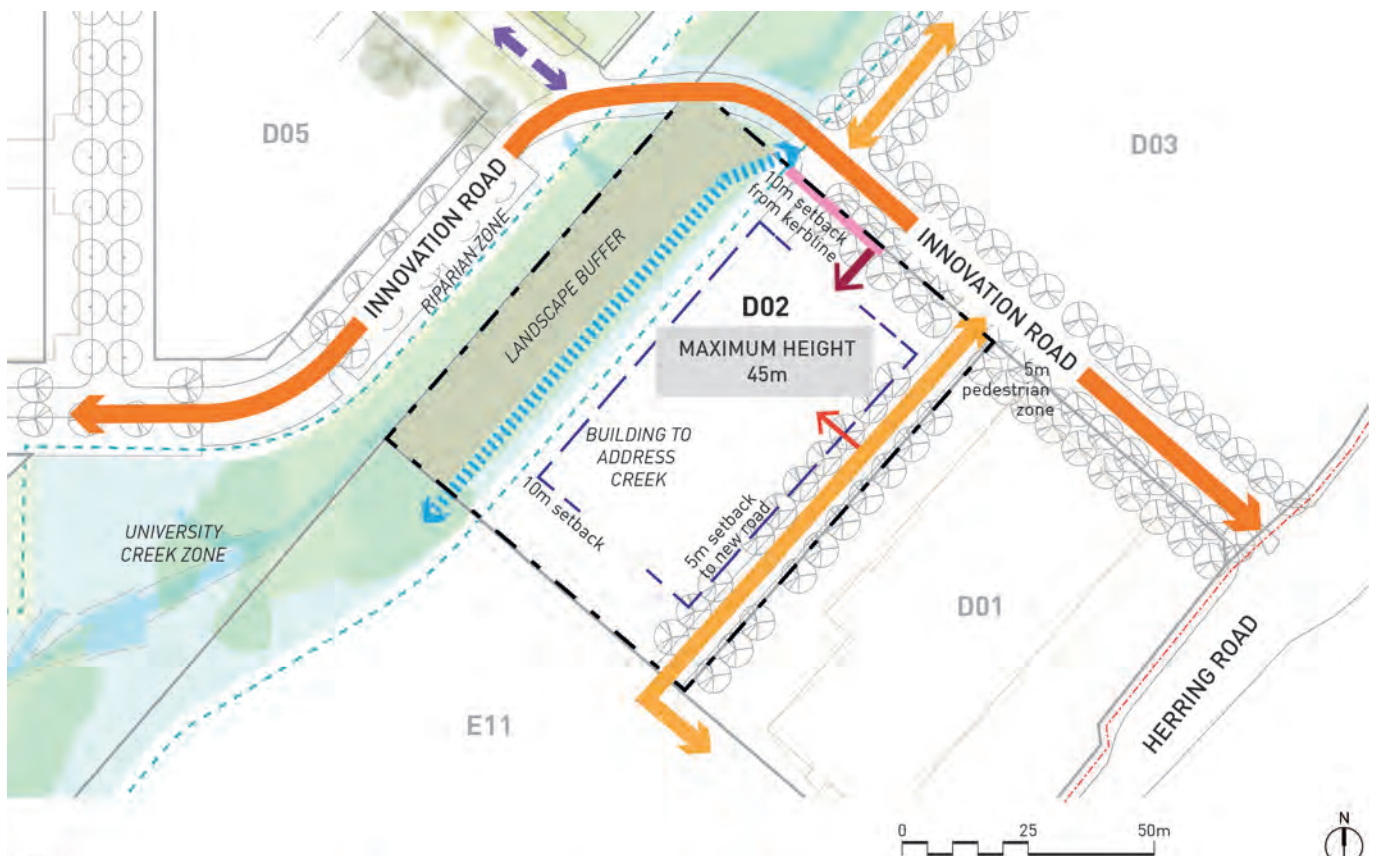 D05
D03
INNOVATION ROAD
RIPARIAN ZONE
LANDSCAPE BUFFER
10m setback
from kerbline
INNOVATION ROAD
D02
MAXIMUM HEIGHT
45m
5m
pedestrian
zone
BUILDING TO
ADDRESS
CREEK
10m setback
5m setback
to new road
UNIVERSITY
CREEK ZONE
D01
E11
HERRING ROAD
0 25 50m
N